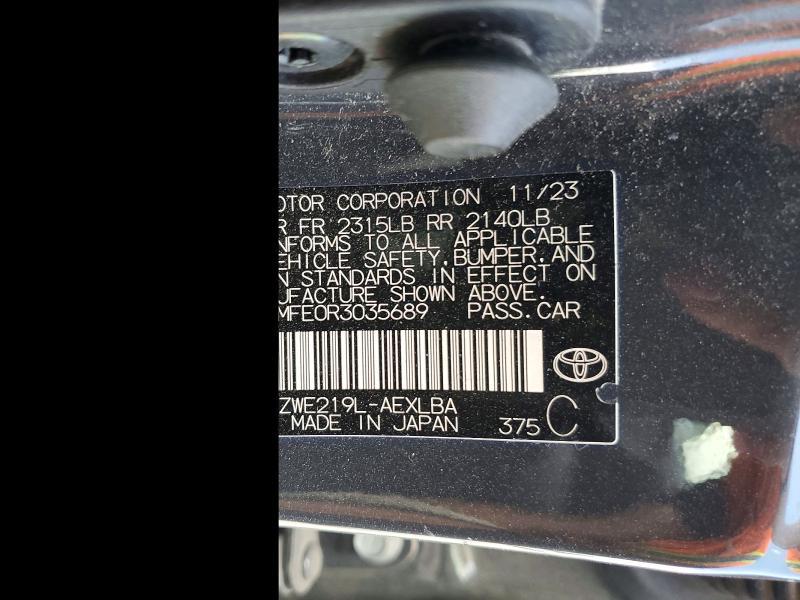 OTOR CORPORATION 11/23
R FR 2315LB RR 2140LB
NFORMS TO ALL APPLICABLE
EHICLE SAFETY,BUMPER,AND
N STANDARDS IN EFFECT ON
UFACTURE SHOWN ABOVE.
MFE0R3035689 PASS.CAR
ZWE219L-AEXLBA
MADE IN JAPAN 375 C